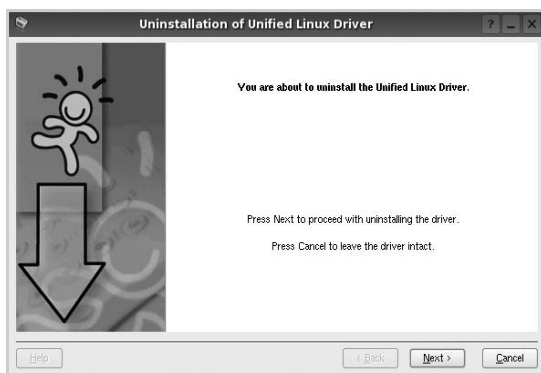 Uninstallation of Unified Linux Driver
You are about to uninstall the Unified Linux Driver.
Press Next to proceed with uninstalling the driver.
Press Cancel to leave the driver intact.
Help
< Back
Next >
Cancel